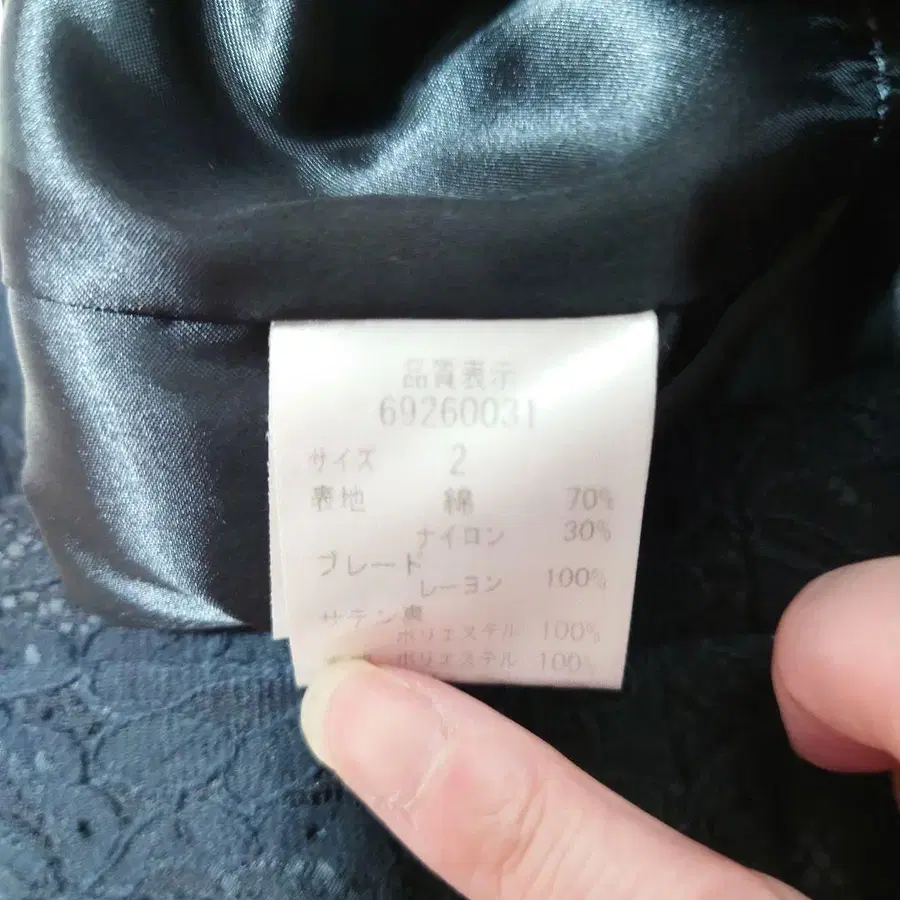 品質表示
69260031
サイズ 2
表地 綿 70%
ナイロン 30%
ブレード
レーヨン 100%
サテン裏
ポリエステル 100%
ポリエステル 100%